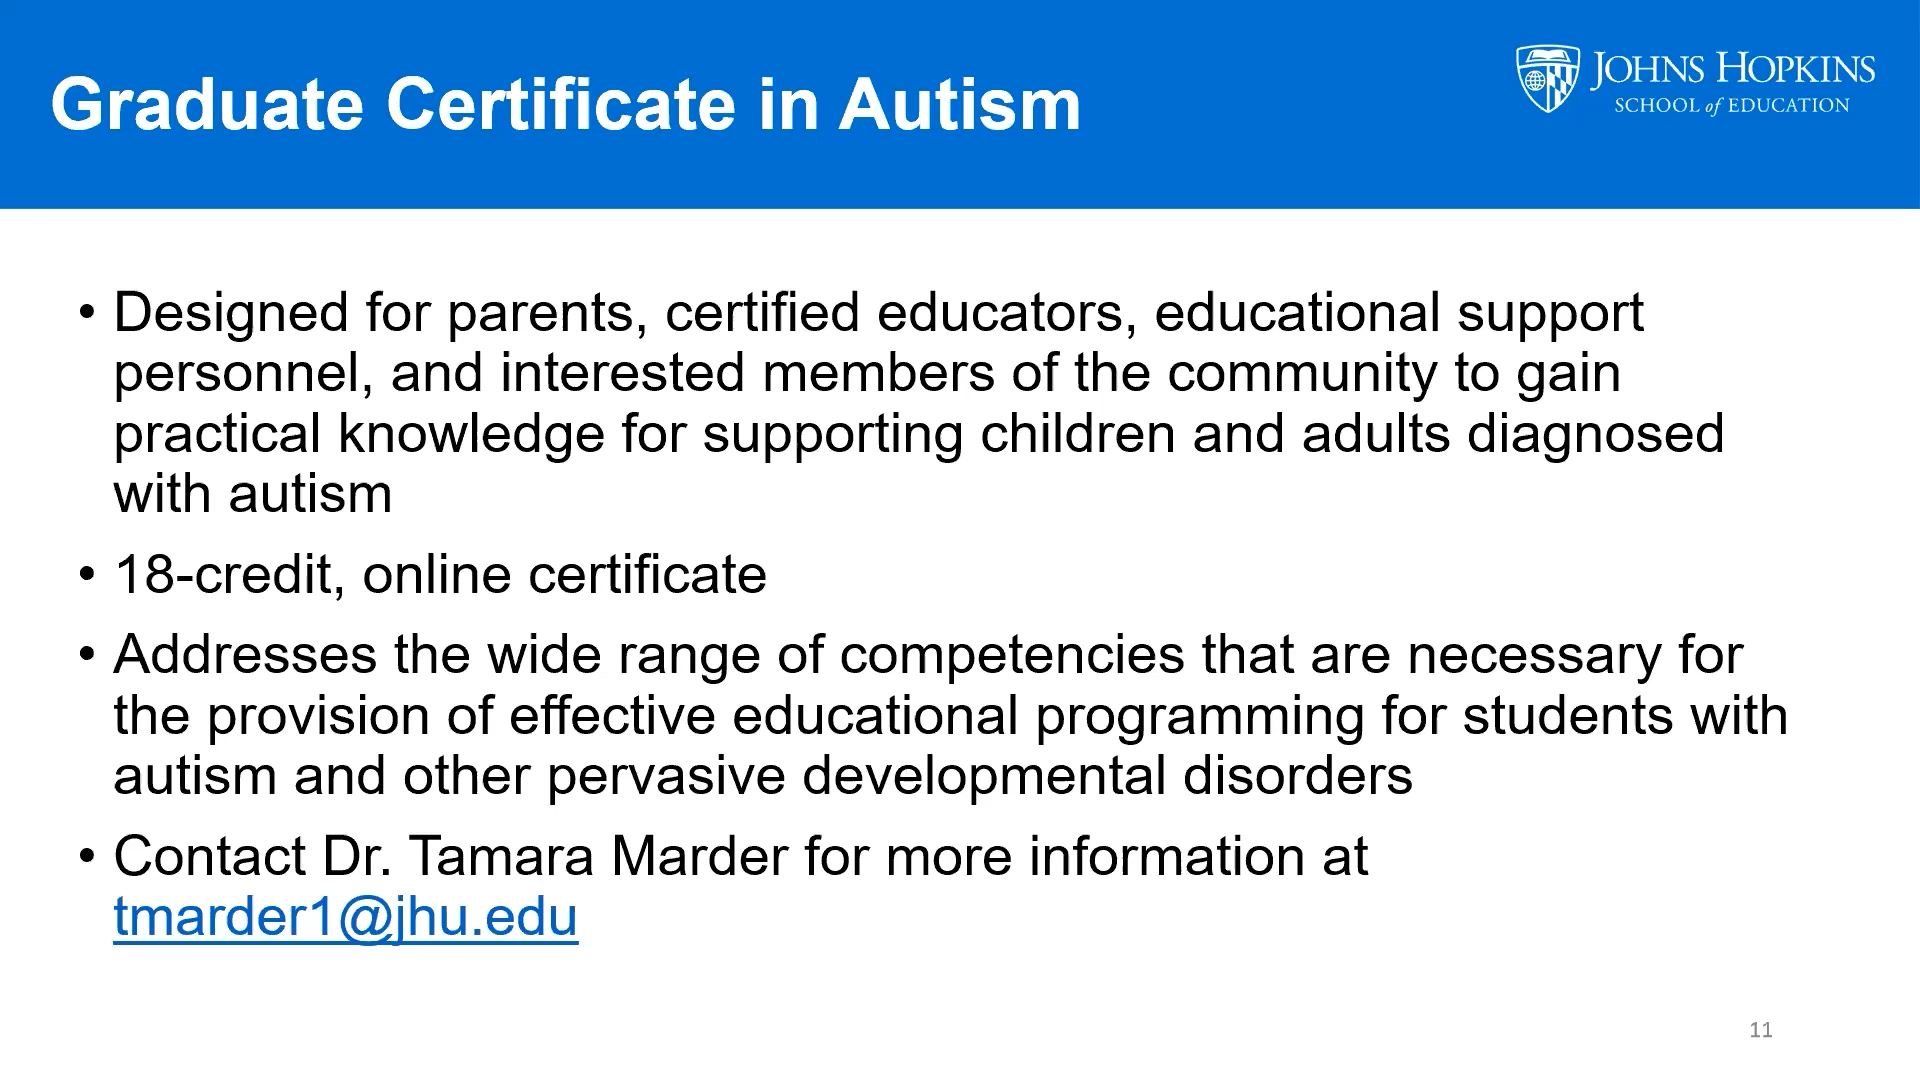 Graduate Certificate in Autism
JOHNS HOPKINS
SCHOOL of EDUCATION
• Designed for parents, certified educators, educational support
personnel, and interested members of the community to gain
practical knowledge for supporting children and adults diagnosed
with autism
• 18-credit, online certificate
• Addresses the wide range of competencies that are necessary for
the provision of effective educational programming for students with
autism and other pervasive developmental disorders
• Contact Dr. Tamara Marder for more information at
tmarder1@jhu.edu
11